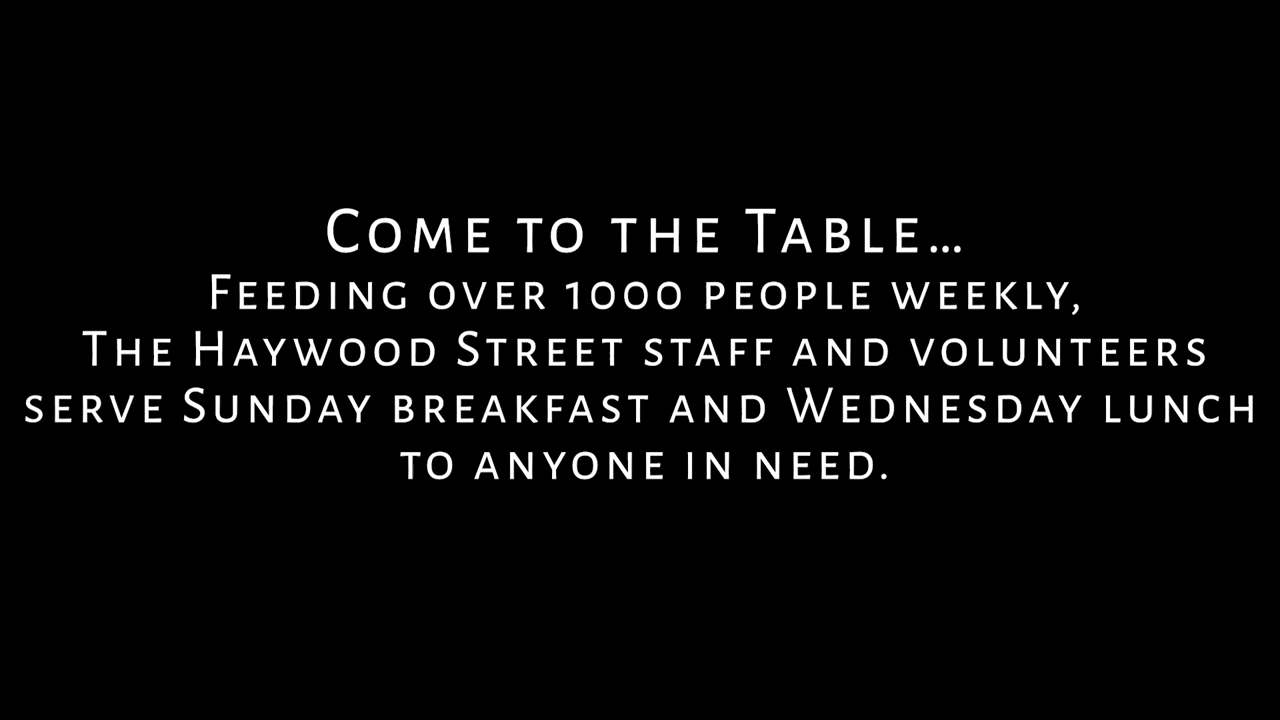 Come to the Table...
Feeding over 1000 people weekly,
The Haywood Street staff and volunteers
serve Sunday breakfast and Wednesday lunch
to anyone in need.